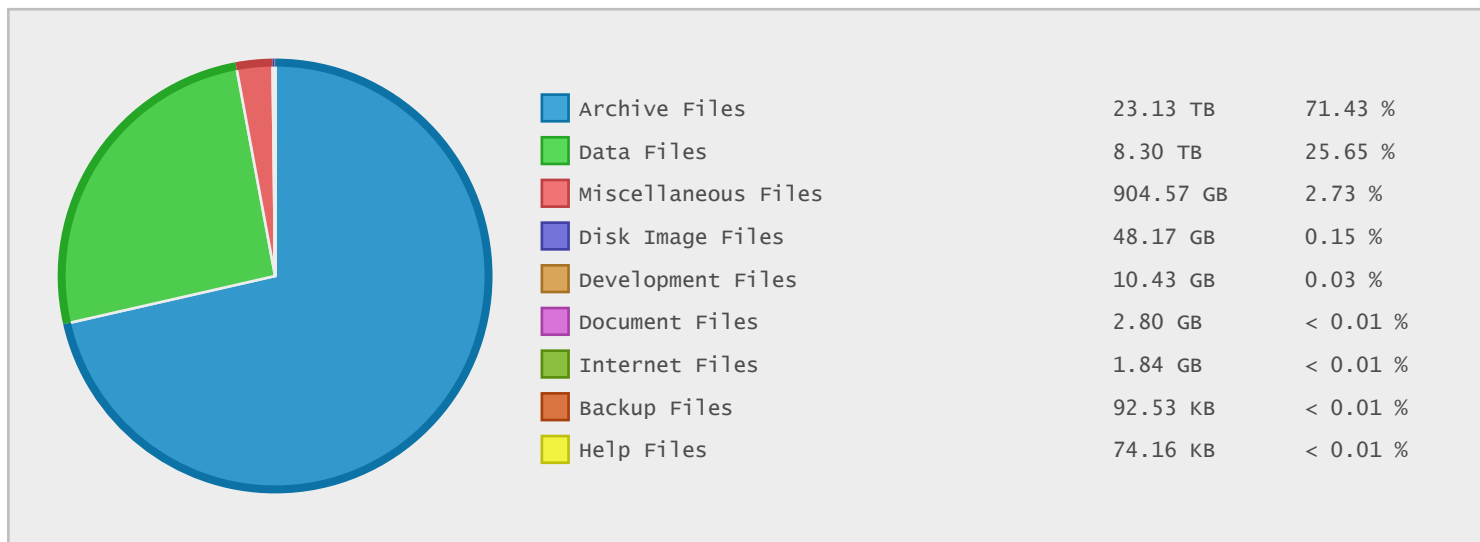 Archive Files 23.13 TB 71.43 %
Data Files 8.30 TB 25.65 %
Miscellaneous Files 904.57 GB 2.73 %
Disk Image Files 48.17 GB 0.15 %
Development Files 10.43 GB 0.03 %
Document Files 2.80 GB < 0.01 %
Internet Files 1.84 GB < 0.01 %
Backup Files 92.53 KB < 0.01 %
Help Files 74.16 KB < 0.01 %